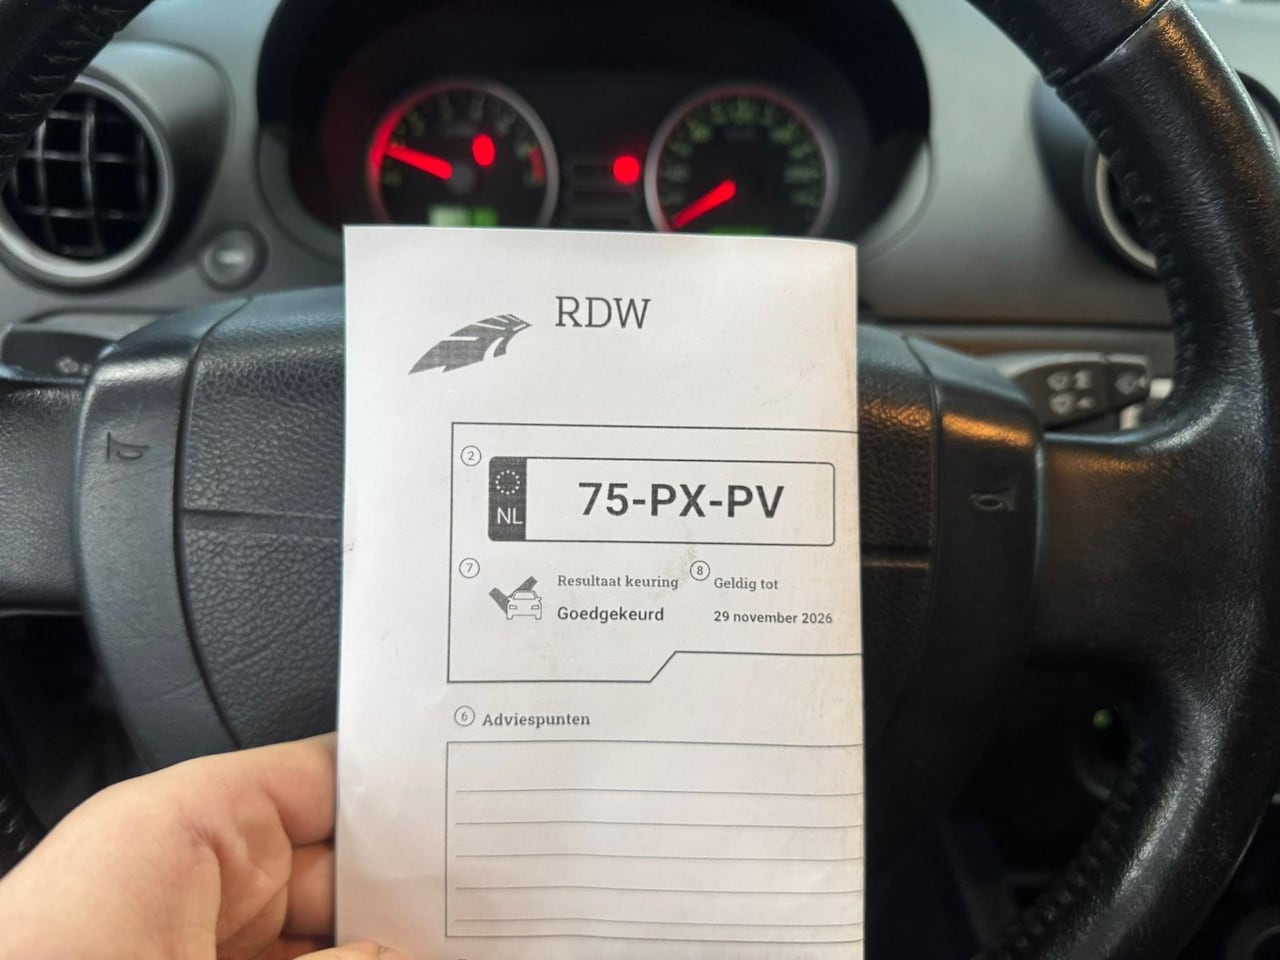 RDW
2
NL
75-PX-PV
7
Resultaat keuring
Goedgekeurd
8
Geldig tot
29 november 2026
6 Adviespunten